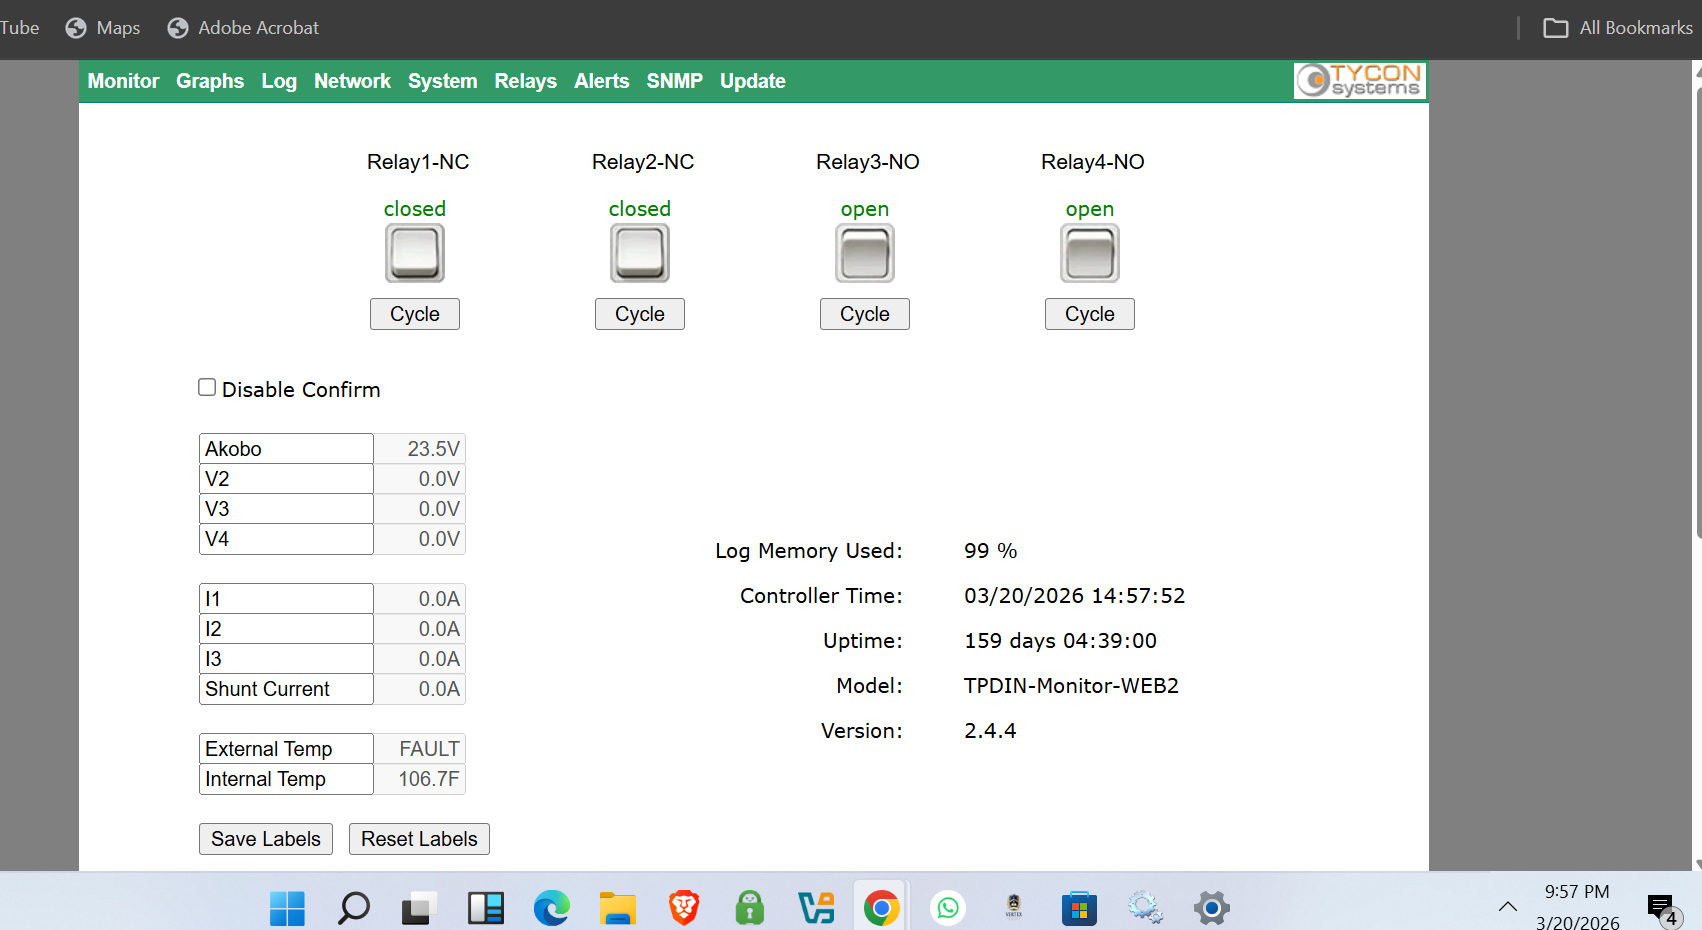 Tube Maps Adobe Acrobat All Bookmarks
Monitor Graphs Log Network System Relays Alerts SNMP Update
TYCON
systems
Relay1-NC Relay2-NC Relay3-NO Relay4-NO
closed closed open open
Cycle Cycle Cycle Cycle
Disable Confirm
Akobo 23.5V
V2 0.0V
V3 0.0V
V4 0.0V
I1 0.0A
I2 0.0A
I3 0.0A
Shunt Current 0.0A
External Temp FAULT
Internal Temp 106.7F
Log Memory Used: 99 %
Controller Time: 03/20/2026 14:57:52
Uptime: 159 days 04:39:00
Model: TPDIN-Monitor-WEB2
Version: 2.4.4
Save Labels Reset Labels
9:57 PM
3/20/2026
4